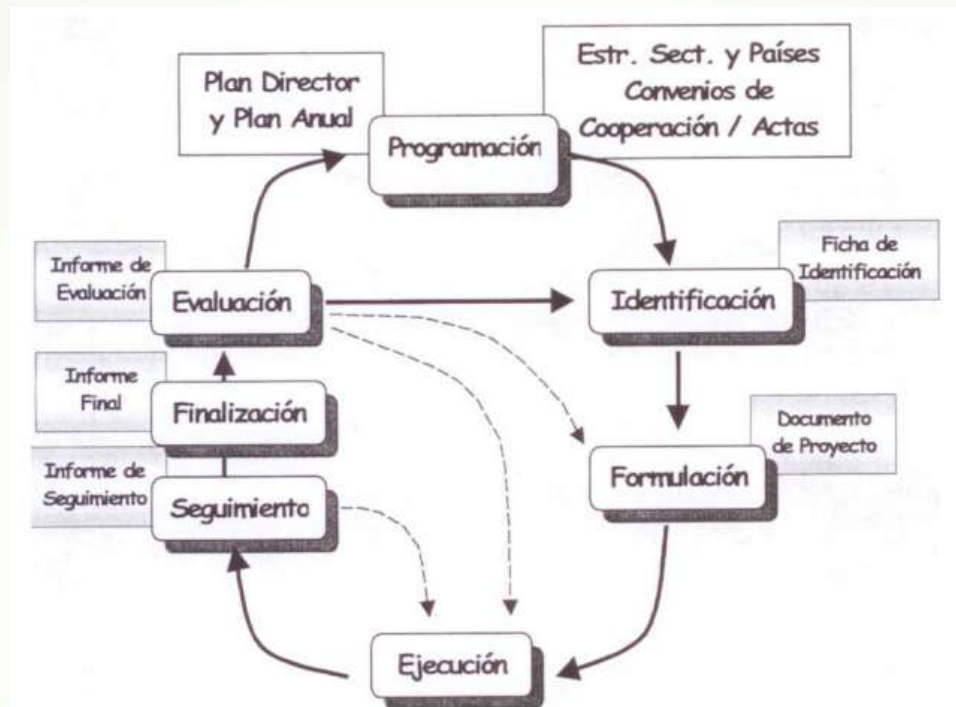 Plan Director
y Plan Anual
Estr. Sect. y Países
Convenios de
Cooperación / Actas
Programación
Informe de
Evaluación
Evaluación
Identificación
Ficha de
Identificación
Informe
Final
Finalización
Documento
de Proyecto
Formulación
Informe de
Seguimiento
Seguimiento
Ejecución